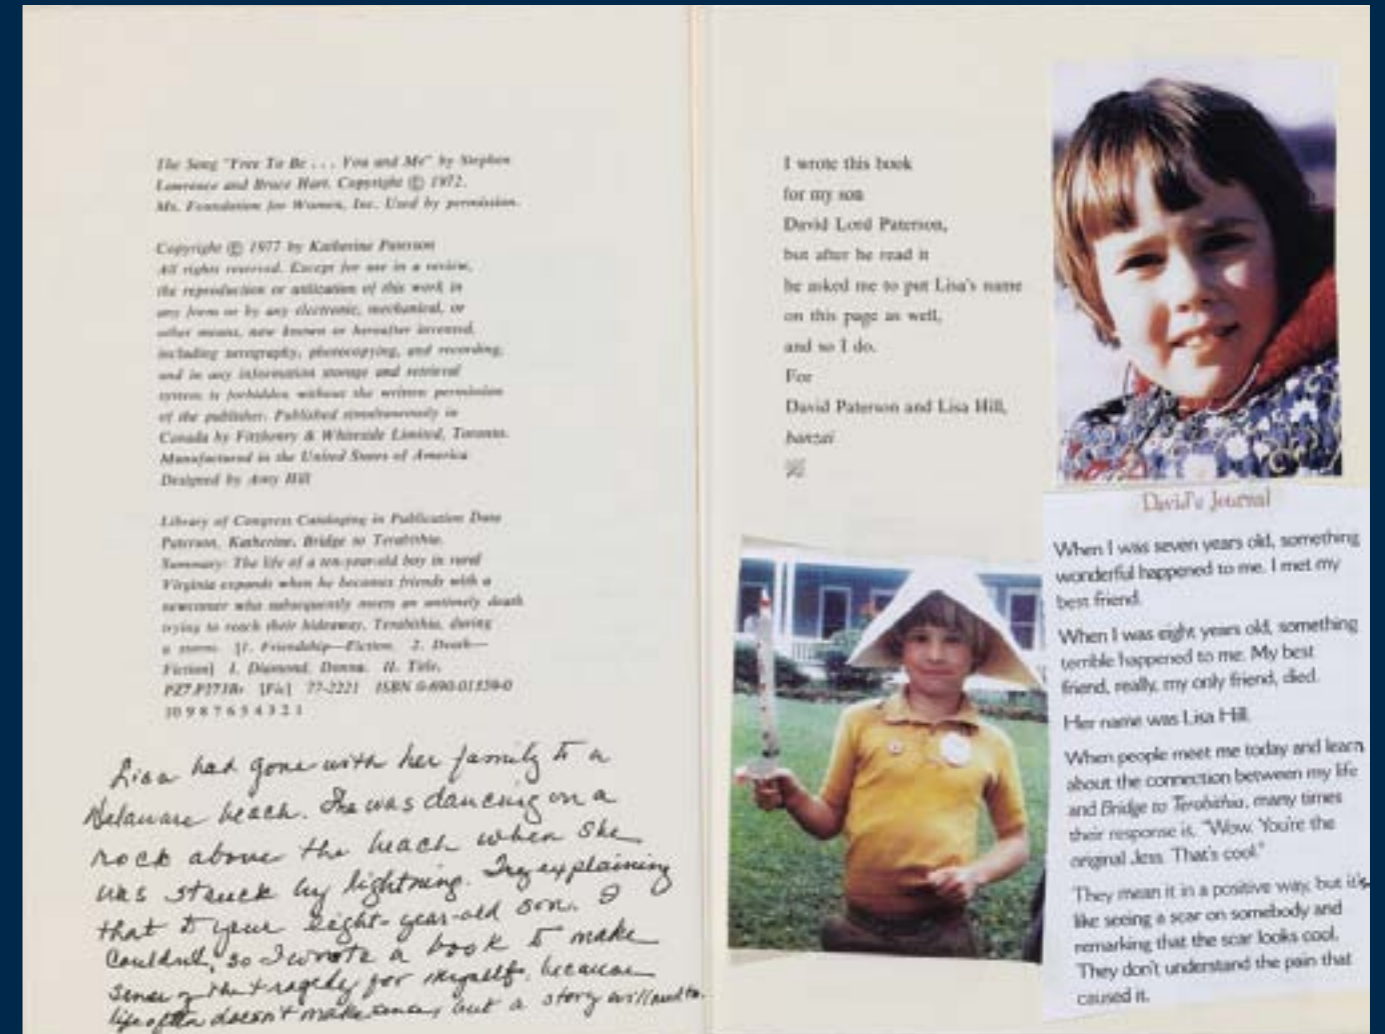 The Song "Free To Be . . . You and Me" by Stephen
Lawrence and Bruce Hart. Copyright © 1972,
Ms. Foundation for Women, Inc. Used by permission.
Copyright © 1977 by Katherine Paterson
All rights reserved. Except for use in a review,
the reproduction or utilization of this work in
any form or by any electronic, mechanical, or
other means, now known or hereafter invented,
including xerography, photocopying, and recording,
and in any information storage and retrieval
system is forbidden without the written permission
of the publisher. Published simultaneously in
Canada by Fitzhenry & Whiteside Limited, Toronto.
Manufactured in the United States of America
Designed by Amy Hill
Library of Congress Cataloging in Publication Data
Paterson, Katherine. Bridge to Terabithia.
Summary: The life of a ten-year-old boy in rural
Virginia expands when he becomes friends with a
newcomer who subsequently meets an untimely death
trying to reach their hideaway, Terabithia, during
a storm. [1. Friendship—Fiction. 2. Death—
Fiction] I. Diamond, Donna. II. Title.
[Fic] 77-2221 ISBN 0-690-01359-0
10 9 8 7 6 5 4 3 2 1
Lisa had gone with her family to a
Delaware beach. She was dancing on a
rock above the beach when she
was struck by lightning. Try explaining
that to your eight-year-old son. I
couldn't, so I wrote a book to make
sense of the tragedy for myself, because
life often doesn't make sense, but a story will
I wrote this book
for my son
David Lord Paterson,
but after he read it
he asked me to put Lisa's name
on this page as well,
and so I do.
For
David Paterson and Lisa Hill,
banzai
David's Journal
When I was seven years old, something
wonderful happened to me. I met my
best friend.
When I was eight years old, something
terrible happened to me. My best
friend, really, my only friend, died.
Her name was Lisa Hill.
When people meet me today and learn
about the connection between my life
and Bridge to Terabithia, many times
their response is, "Wow. You're the
original Jess. That's cool."
They mean it in a positive way, but it's
like seeing a scar on somebody and
remarking that the scar looks cool.
They don't understand the pain that
caused it.